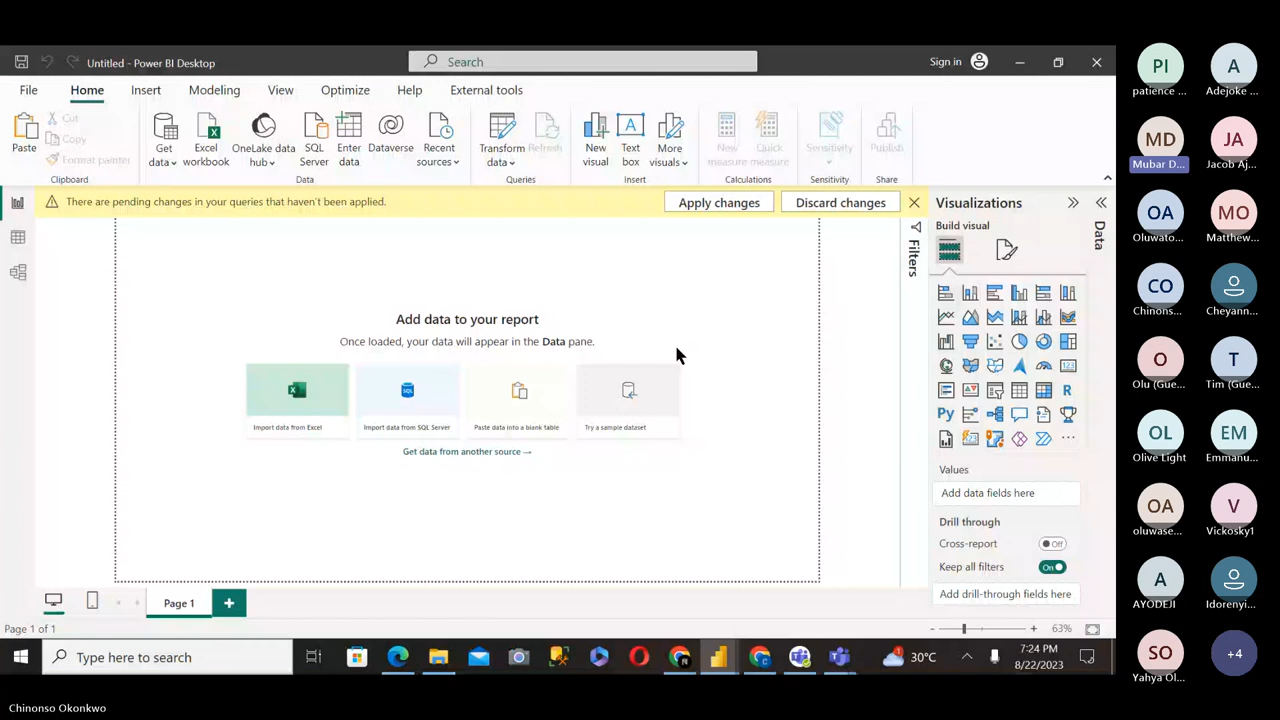 Untitled - Power BI Desktop
Search
Sign in
File Home Insert Modeling View Optimize Help External tools
Paste
Cut
Copy
Format painter
Clipboard
Get data
Excel workbook
OneLake data hub
SQL Server
Enter data
Dataverse
Recent sources
Data
Transform data
Refresh
Queries
New visual
Text box
More visuals
Insert
New measure
Quick measure
Calculations
Sensitivity
Sensitivity
Publish
Share
There are pending changes in your queries that haven't been applied.
Apply changes
Discard changes
Filters
Visualizations
Build visual
Data
Add data to your report
Once loaded, your data will appear in the Data pane.
SQL
Import data from Excel
Import data from SQL Server
Paste data into a blank table
Try a sample dataset
Get data from another source →
123
R
Py
Values
Add data fields here
Drill through
Cross-report
Off
Keep all filters
On
Add drill-through fields here
Page 1
Page 1 of 1
63%
Type here to search
30°C
7:24 PM
8/22/2023
PI
patience ...
A
Adejoke ...
MD
Mubar D...
JA
Jacob Aj...
OA
Oluwato...
MO
Matthew...
CO
Chinons...
Cheyann...
O
Olu (Gue...
T
Tim (Gue...
OL
Olive Light
EM
Emmanu...
OA
oluwase...
V
Vickosky1
A
AYODEJI
Idorenyi...
SO
Yahya Ol...
+4
Chinonso Okonkwo